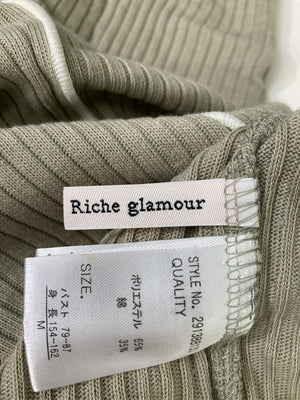 Riche glamour
STYLE No.
QUALITY
ポリエステル 65%
綿 35%
SIZE.
バスト 79-87
身 長 154-162
M